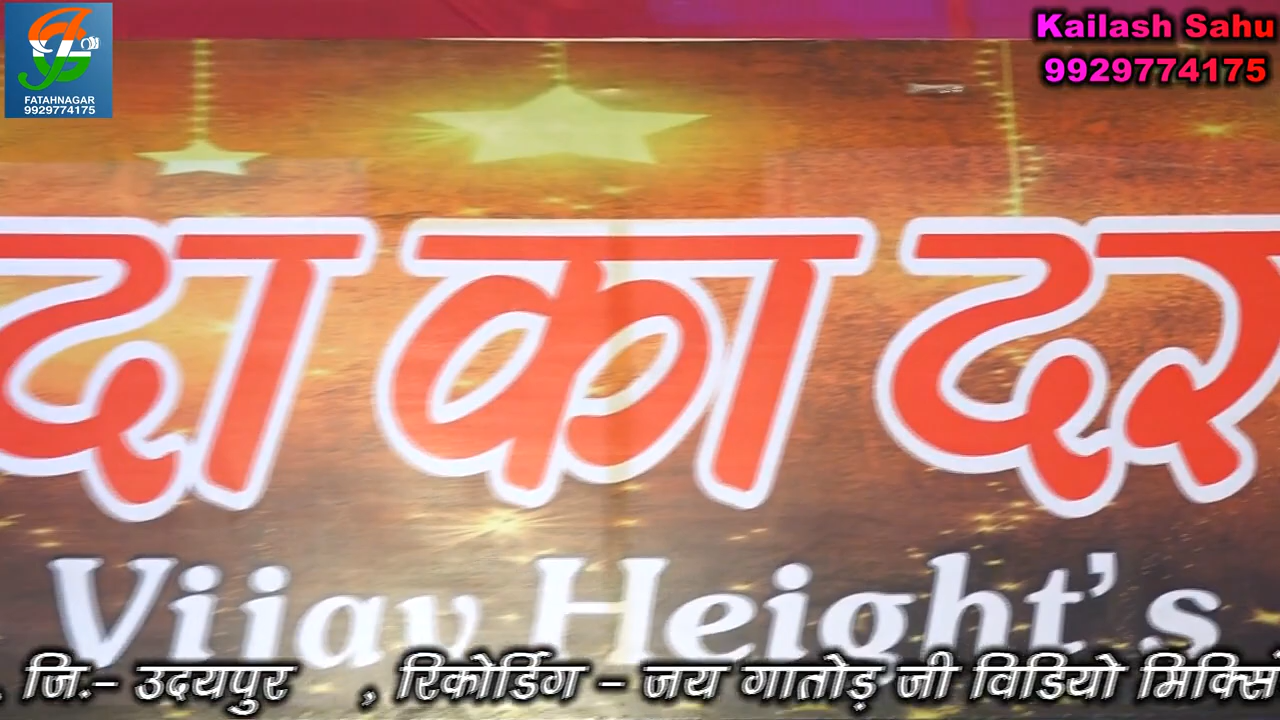 Kailash Sahu
9929774175
FATAHNAGAR
9929774175
दा का दर
Vijay Height's
जि.- उदयपुर , रिकोर्डिग - जय गातोड़ जी विडियो मिक्सि